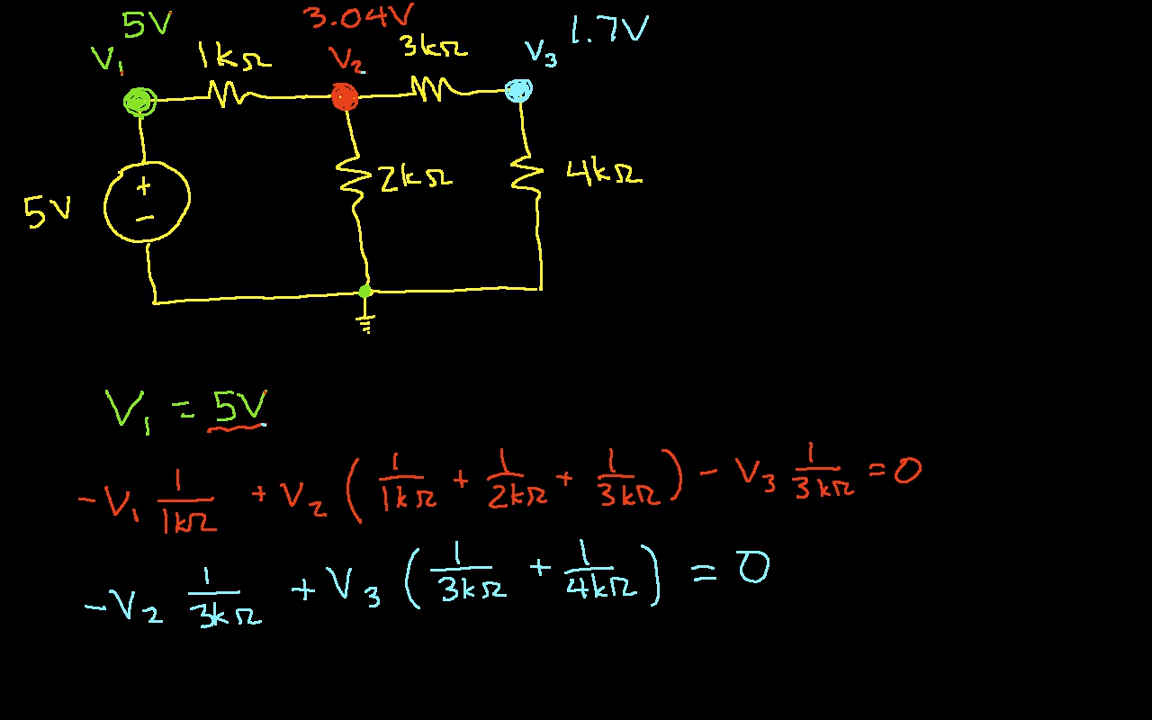 5V 3.04V 1.7V
V₁ 1kΩ V₂ 3kΩ V₃
5V + − 2kΩ 4kΩ
V₁ = 5V
-V₁ 1/1kΩ + V₂ (1/1kΩ + 1/2kΩ + 1/3kΩ) - V₃ 1/3kΩ = 0
-V₂ 1/3kΩ + V₃ (1/3kΩ + 1/4kΩ) = 0